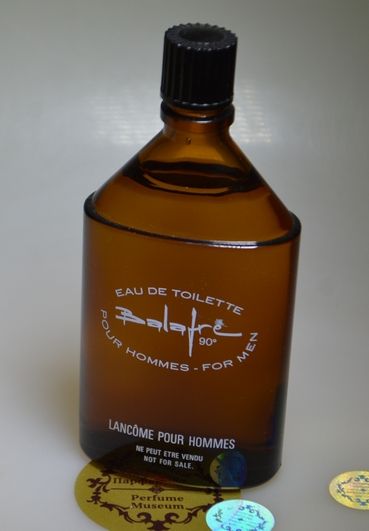 EAU DE TOILETTE
Balafre
90°
POUR HOMMES - FOR MEN
LANCÔME POUR HOMMES
NE PEUT ETRE VENDU
NOT FOR SALE.
Perfume
Museum